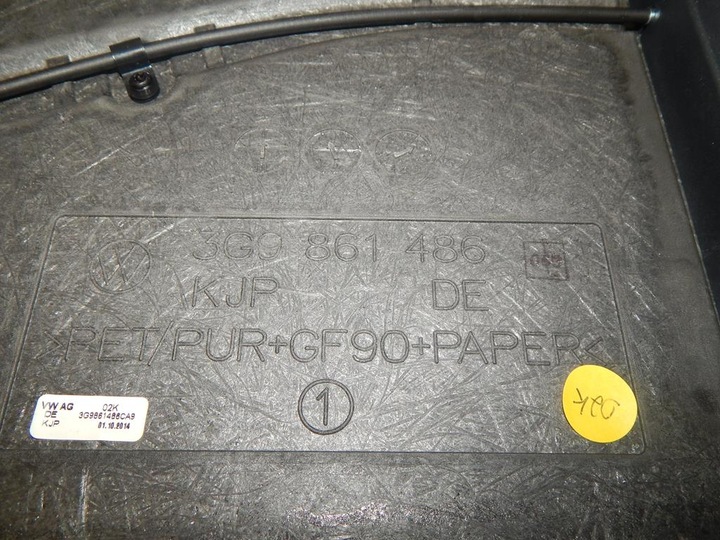 3G9 861 486
KJP DE
>PET/PUR+GF90+PAPER<
1
VW AG 02K
DE 3G9861486CA9
KJP 01.10.2014
02K